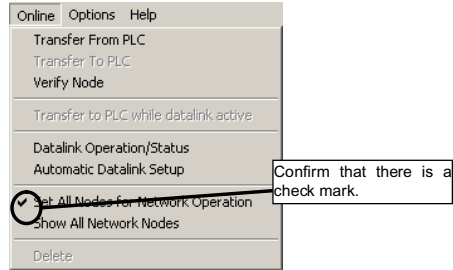 Online Options Help
Transfer From PLC
Transfer To PLC
Verify Node
Transfer to PLC while datalink active
Datalink Operation/Status
Automatic Datalink Setup
Confirm that there is a
check mark.
Set All Nodes for Network Operation
Show All Network Nodes
Delete